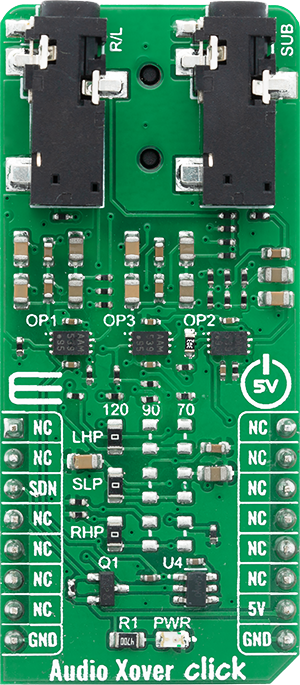 R/L
SUB
OP1 OP3 OP2
5V
120 90 70
LHP
SLP
RHP
NC NC
NC NC
SDN NC
NC NC
NC NC
NC NC
NC 5V
GND GND
Q1 U4
R1 PWR
4700
Audio Xover click